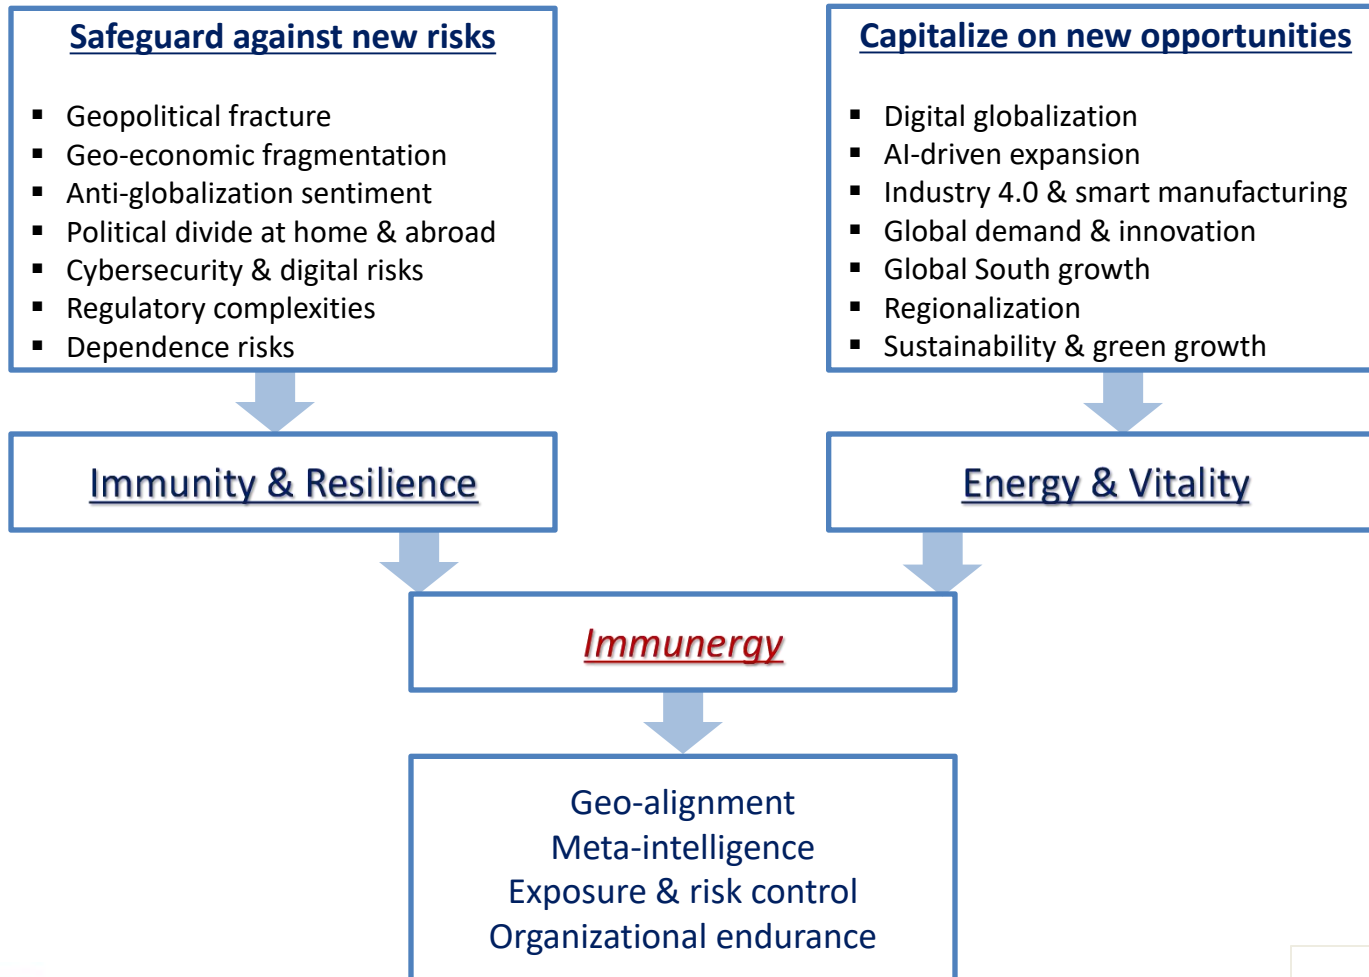 Safeguard against new risks
▪ Geopolitical fracture
▪ Geo-economic fragmentation
▪ Anti-globalization sentiment
▪ Political divide at home & abroad
▪ Cybersecurity & digital risks
▪ Regulatory complexities
▪ Dependence risks
Capitalize on new opportunities
▪ Digital globalization
▪ AI-driven expansion
▪ Industry 4.0 & smart manufacturing
▪ Global demand & innovation
▪ Global South growth
▪ Regionalization
▪ Sustainability & green growth
Immunity & Resilience
Energy & Vitality
Immunergy
Geo-alignment
Meta-intelligence
Exposure & risk control
Organizational endurance